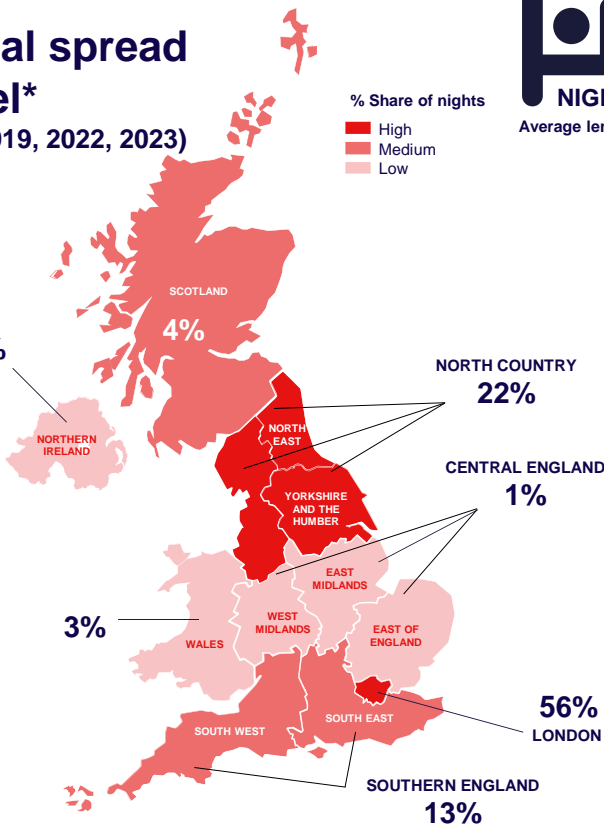 al spread
el*
019, 2022, 2023)
% Share of nights
High
Medium
Low
NIGH
Average len
SCOTLAND
4%
%
NORTH COUNTRY
22%
NORTHERN
IRELAND
NORTH
EAST
CENTRAL ENGLAND
1%
YORKSHIRE
AND THE
HUMBER
EAST
MIDLANDS
3%
WALES
WEST
MIDLANDS
EAST OF
ENGLAND
56%
LONDON
SOUTH WEST
SOUTH EAST
SOUTHERN ENGLAND
13%